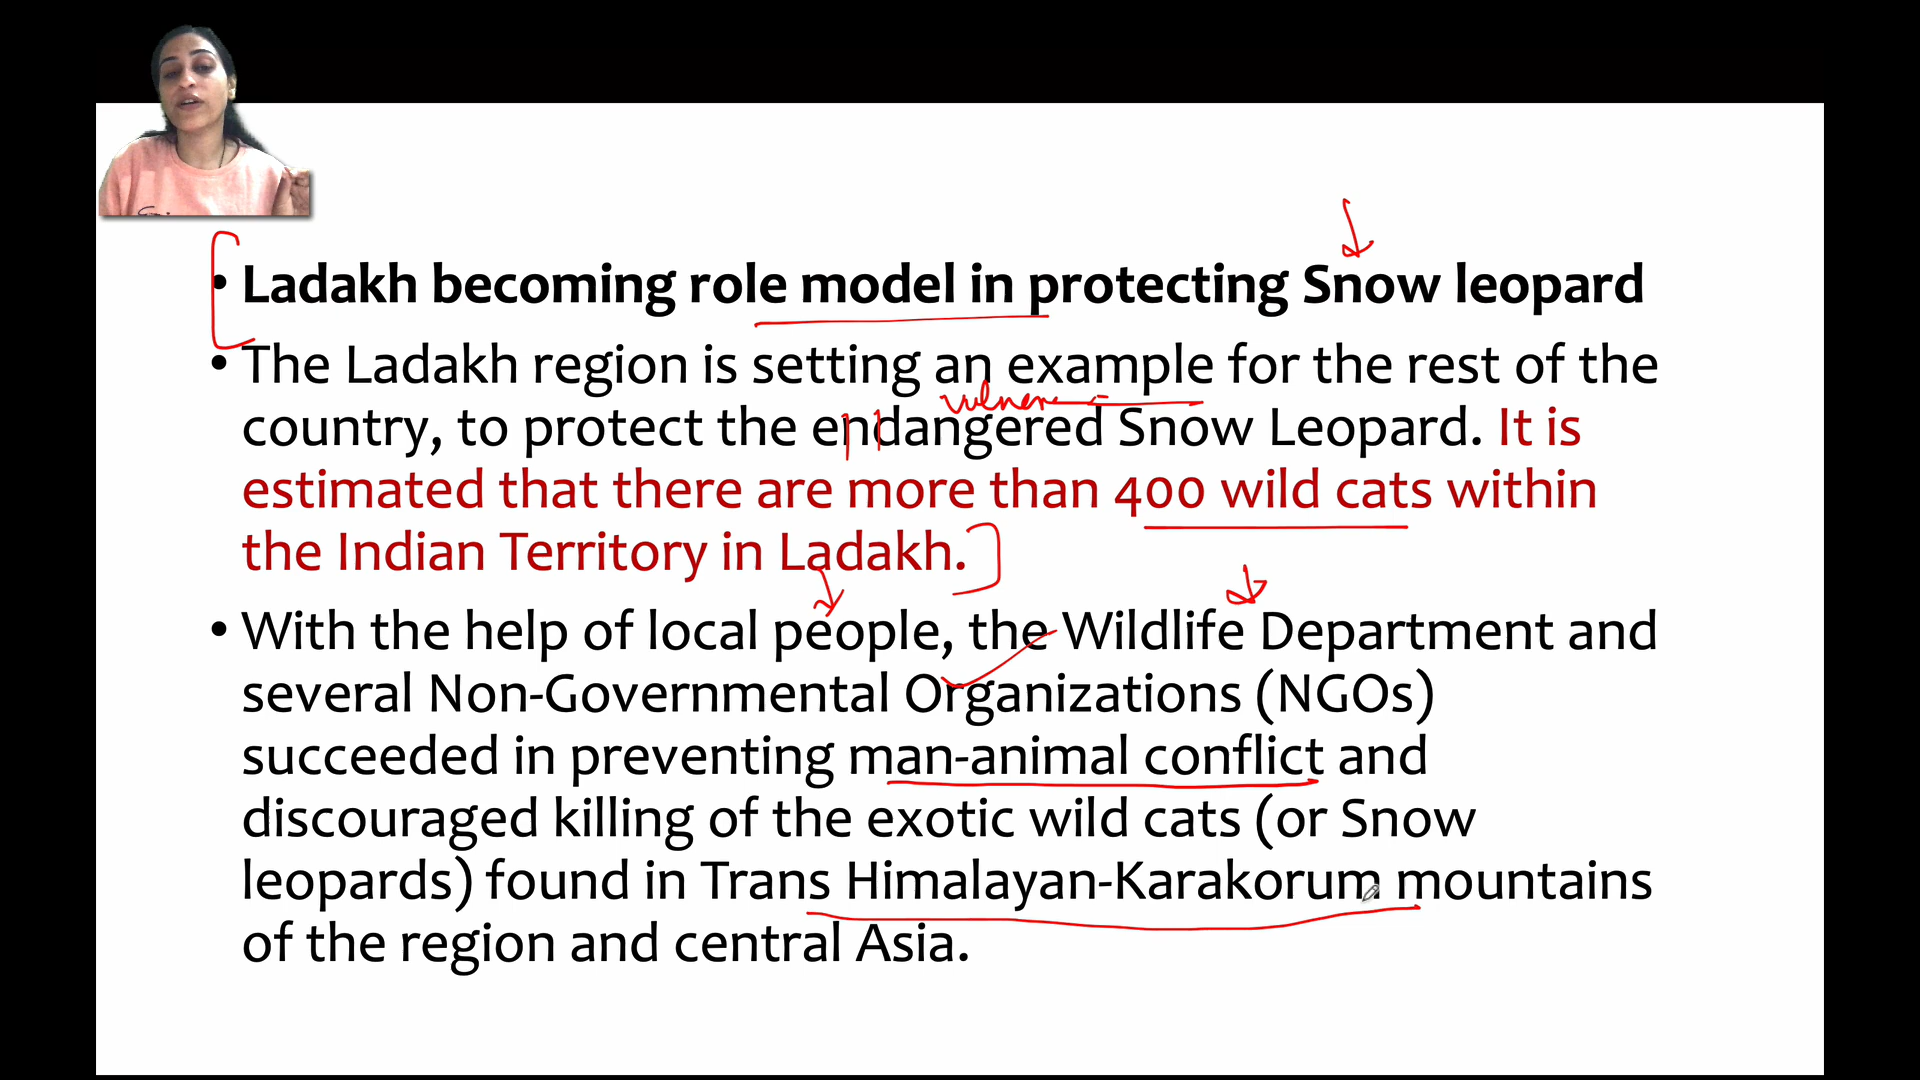 • Ladakh becoming role model in protecting Snow leopard
• The Ladakh region is setting an example for the rest of the
vulnera
country, to protect the endangered Snow Leopard. It is
estimated that there are more than 400 wild cats within
the Indian Territory in Ladakh.
• With the help of local people, the Wildlife Department and
several Non-Governmental Organizations (NGOs)
succeeded in preventing man-animal conflict and
discouraged killing of the exotic wild cats (or Snow
leopards) found in Trans Himalayan-Karakorum mountains
of the region and central Asia.